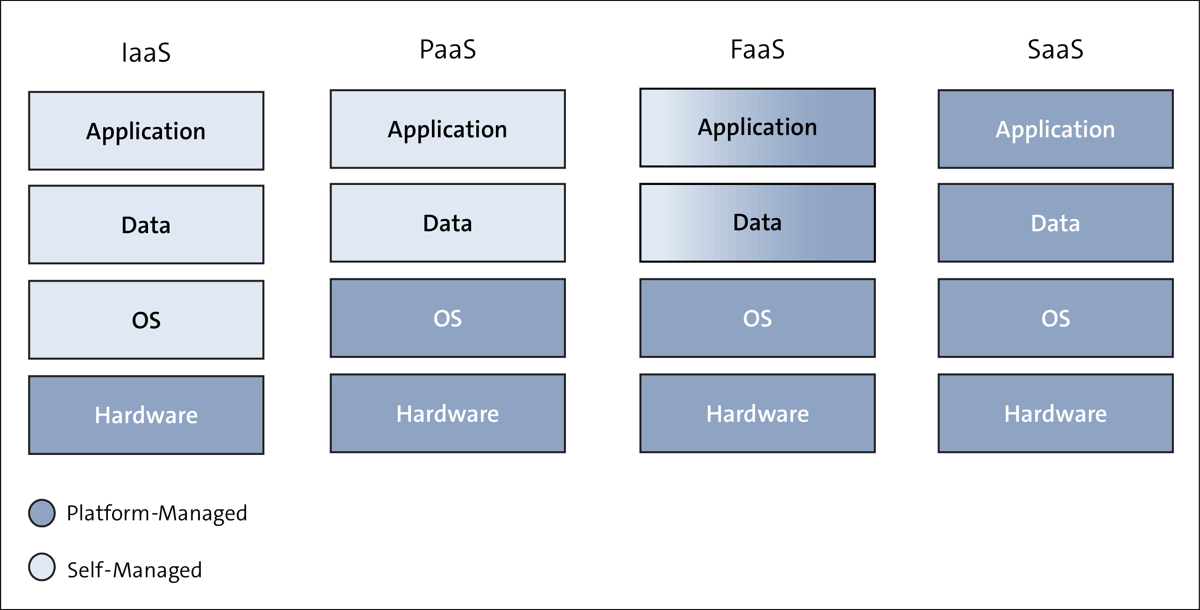 IaaS
PaaS
FaaS
SaaS
Application
Application
Application
Application
Data
Data
Data
Data
OS
OS
OS
OS
Hardware
Hardware
Hardware
Hardware
Platform-Managed
Self-Managed